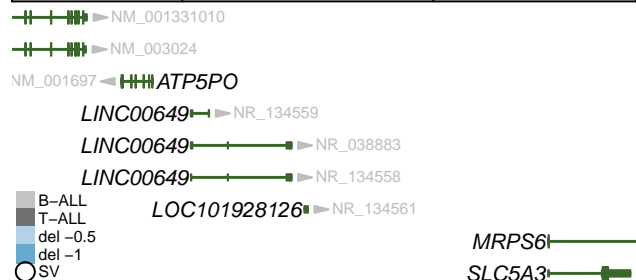 NM_001331010
NM_003024
NM_001697 ATP5PO
LINC00649 NR_134559
LINC00649 NR_038883
LINC00649 NR_134558
LOC101928126 NR_134561
B−ALL
T−ALL
del −0.5
del −1
SV
MRPS6
SLC5A3